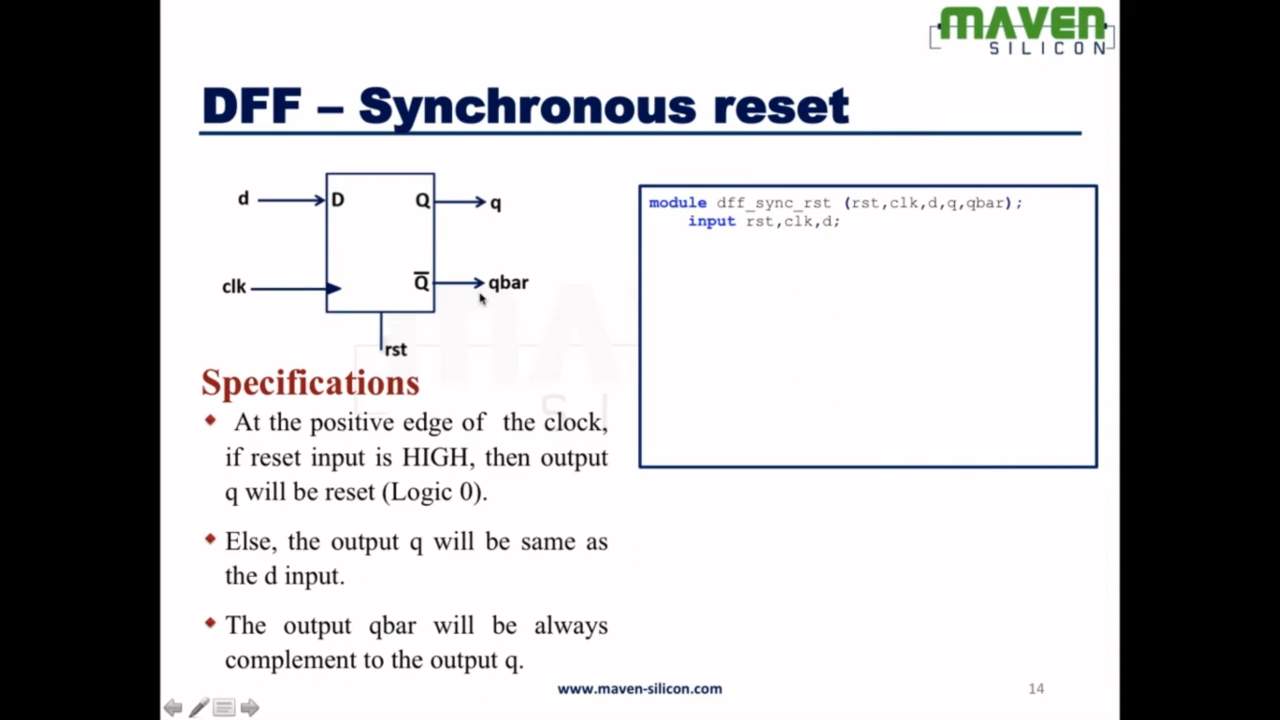 MAVEN
SILICON
DFF – Synchronous reset
d
D
Q
q
clk
Q̅
qbar
rst
module dff_sync_rst (rst,clk,d,q,qbar);
input rst,clk,d;
Specifications
At the positive edge of the clock,
if reset input is HIGH, then output
q will be reset (Logic 0).
Else, the output q will be same as
the d input.
The output qbar will be always
complement to the output q.
www.maven-silicon.com
14